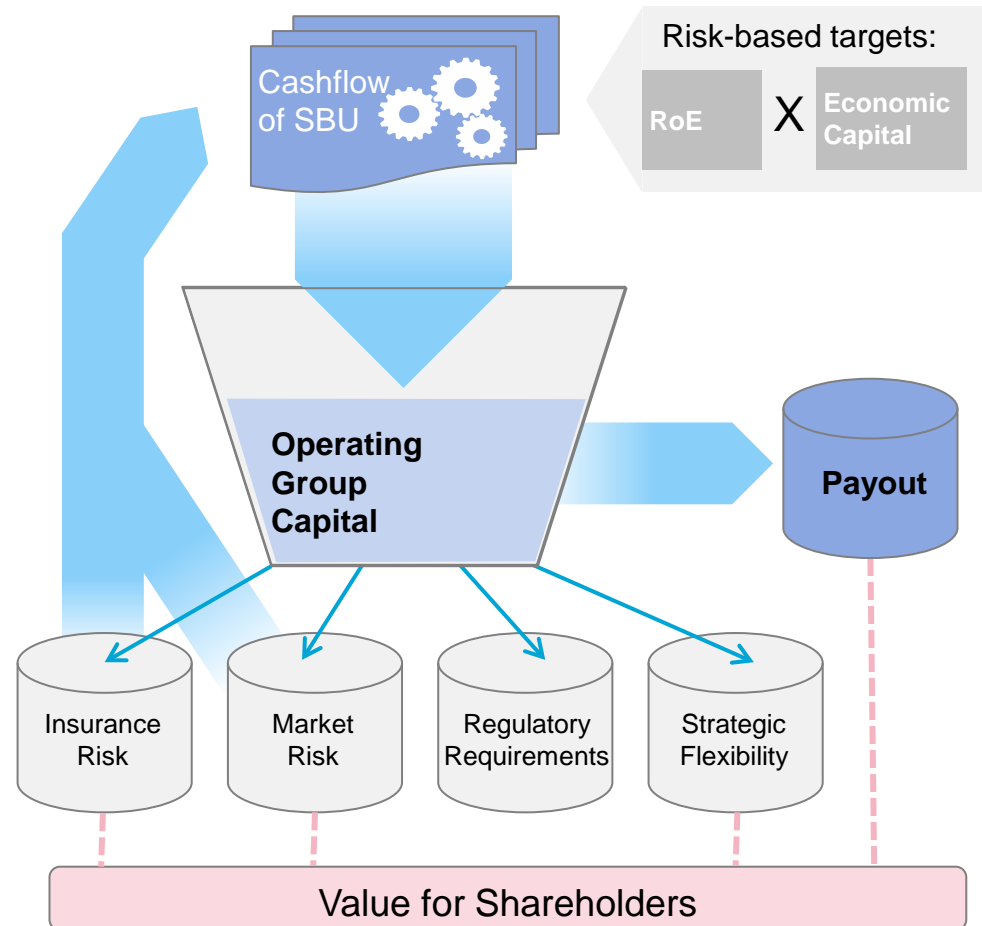 Risk-based targets:
Cashflow
of SBU
RoE
X
Economic
Capital
Operating
Group
Capital
Payout
Insurance
Risk
Market
Risk
Regulatory
Requirements
Strategic
Flexibility
Value for Shareholders